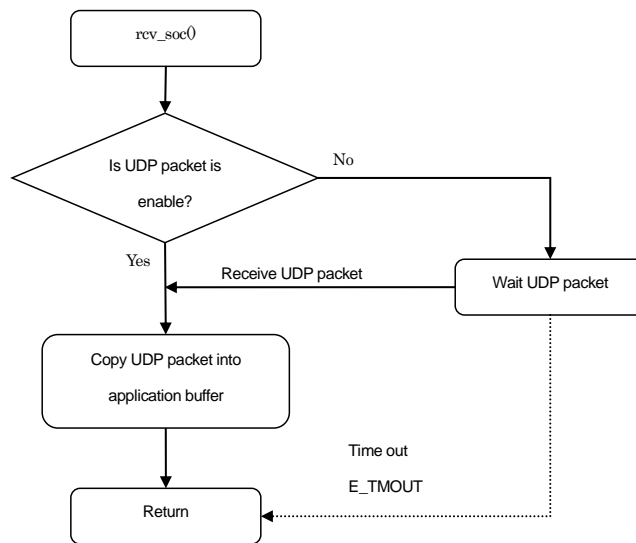 rcv_soc()
Is UDP packet is
enable?
No
Yes
Receive UDP packet
Wait UDP packet
Copy UDP packet into
application buffer
Time out
E_TMOUT
Return